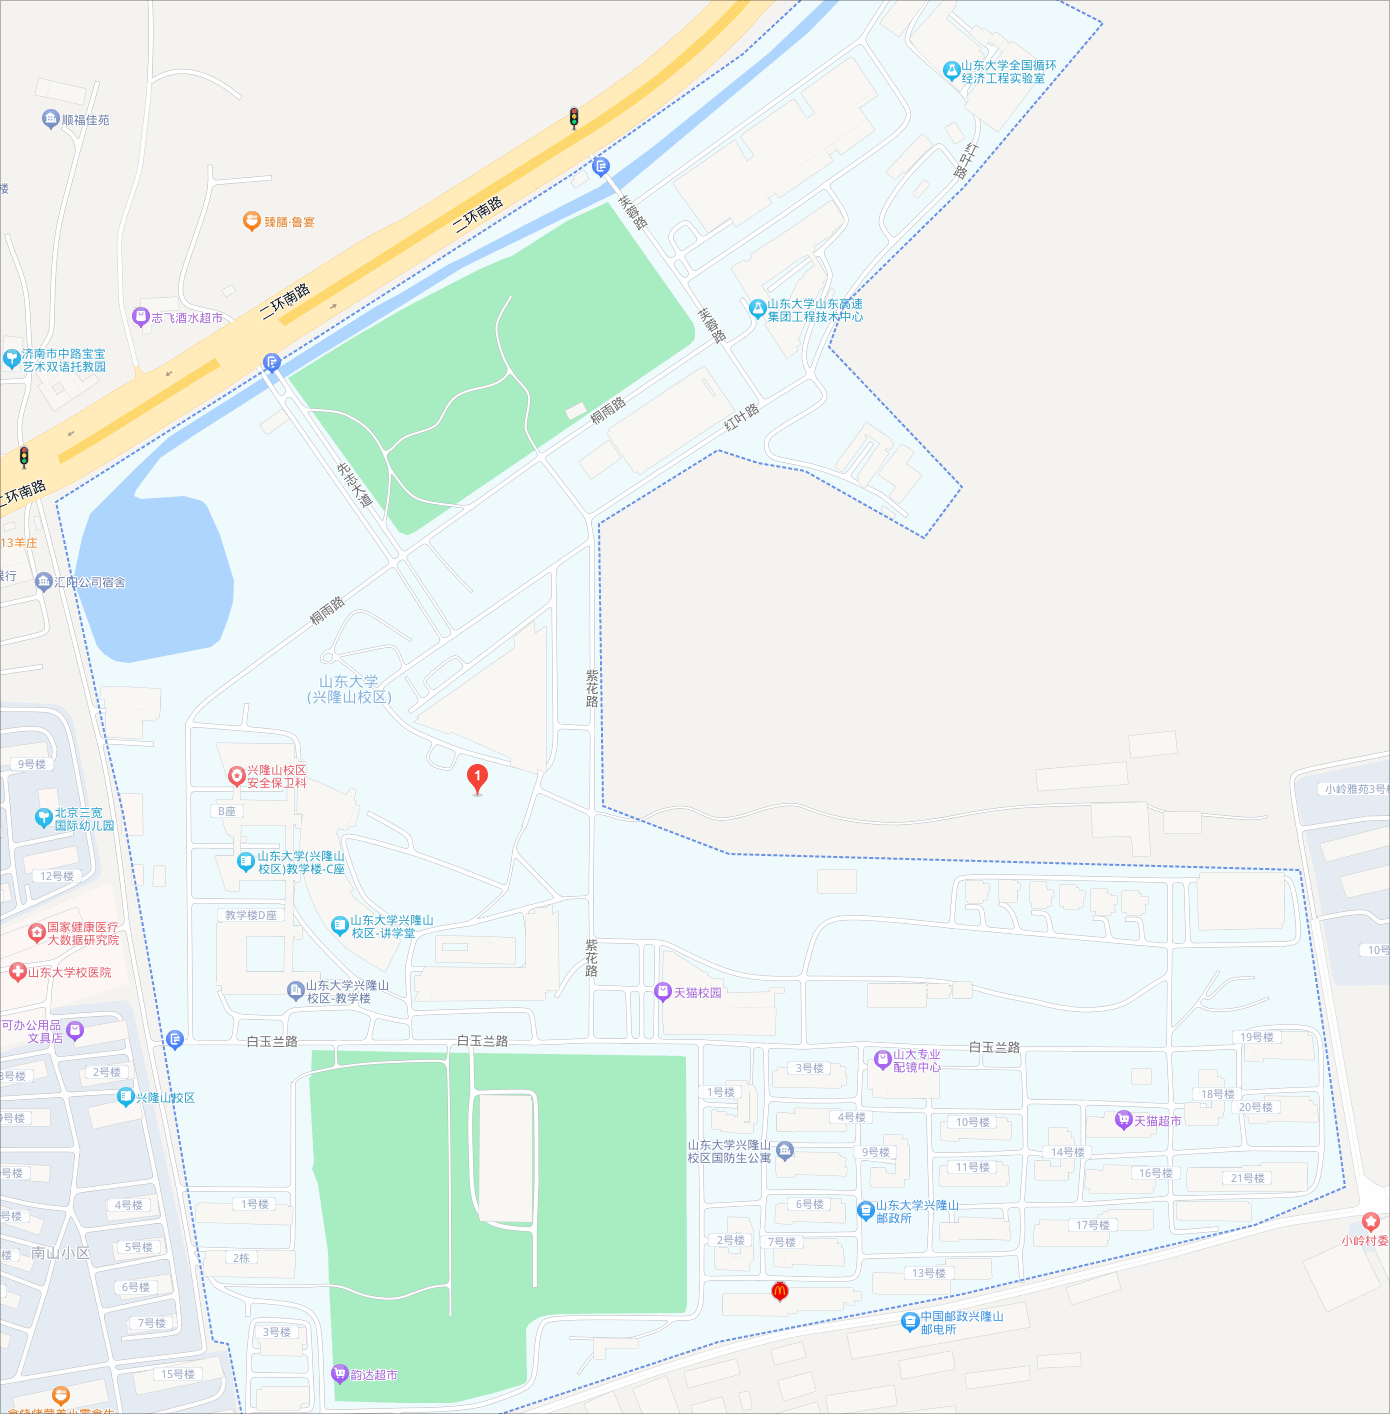 山东大学全国循环
经济工程实验室
顺福佳苑
楼
红叶路
芙蓉路
二环南路
臻膳·鲁宴
二环南路
志飞酒水超市
山东大学山东高速
集团工程技术中心
芙蓉路
济南市中路宝宝
艺术双语托教园
桐雨路
红叶路
先志大道
二环南路
13羊庄
汇阳公司宿舍
银行
桐雨路
山东大学
(兴隆山校区)
紫花路
9号楼
兴隆山校区
安全保卫科
1
小岭雅苑3号楼
B座
北京三宽
国际幼儿园
山东大学(兴隆山
校区)教学楼-C座
12号楼
教学楼D座
山东大学兴隆山
校区-讲学堂
国家健康医疗
大数据研究院
紫花路
10号
山东大学校医院
山东大学兴隆山
校区-教学楼
天猫校园
可办公用品
文具店
白玉兰路
白玉兰路
白玉兰路
19号楼
山大专业
配镜中心
3号楼
8号楼
2号楼
1号楼
18号楼
兴隆山校区
20号楼
9号楼
4号楼
10号楼
天猫超市
山东大学兴隆山
校区国防生公寓
9号楼
14号楼
11号楼
号楼
16号楼
21号楼
1号楼
4号楼
6号楼
山东大学兴隆山
邮政所
号楼
17号楼
2号楼
7号楼
5号楼
南山小区
楼
2栋
小岭村委
13号楼
6号楼
中国邮政兴隆山
邮电所
7号楼
3号楼
15号楼
韵达超市